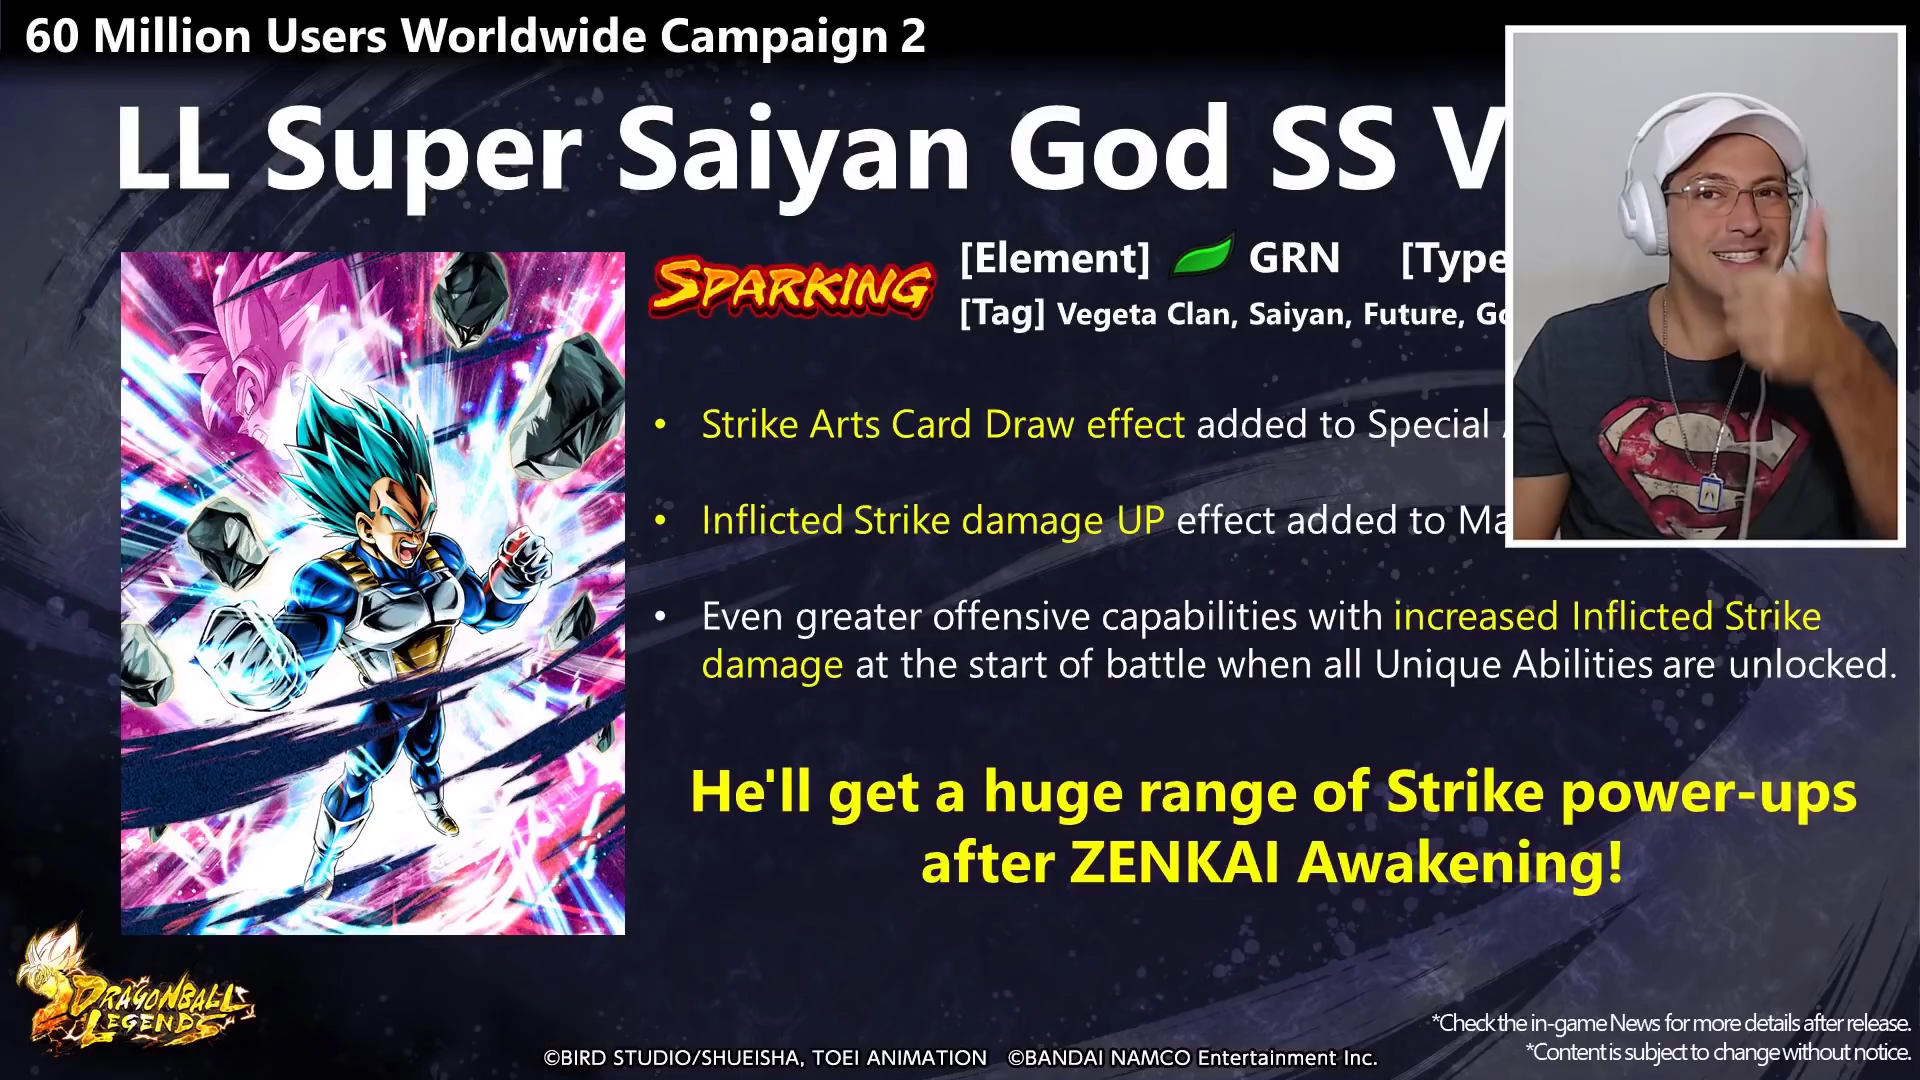 60 Million Users Worldwide Campaign 2
LL Super Saiyan God SS V
SPARKING
[Element] GRN [Type
[Tag] Vegeta Clan, Saiyan, Future, Go
• Strike Arts Card Draw effect added to Special
• Inflicted Strike damage UP effect added to Ma
• Even greater offensive capabilities with increased Inflicted Strike
damage at the start of battle when all Unique Abilities are unlocked.
He'll get a huge range of Strike power-ups
after ZENKAI Awakening!
DRAGONBALL
LEGENDS
*Check the in-game News for more details after release.
*Content is subject to change without notice.
©BIRD STUDIO/SHUEISHA, TOEI ANIMATION ©BANDAI NAMCO Entertainment Inc.